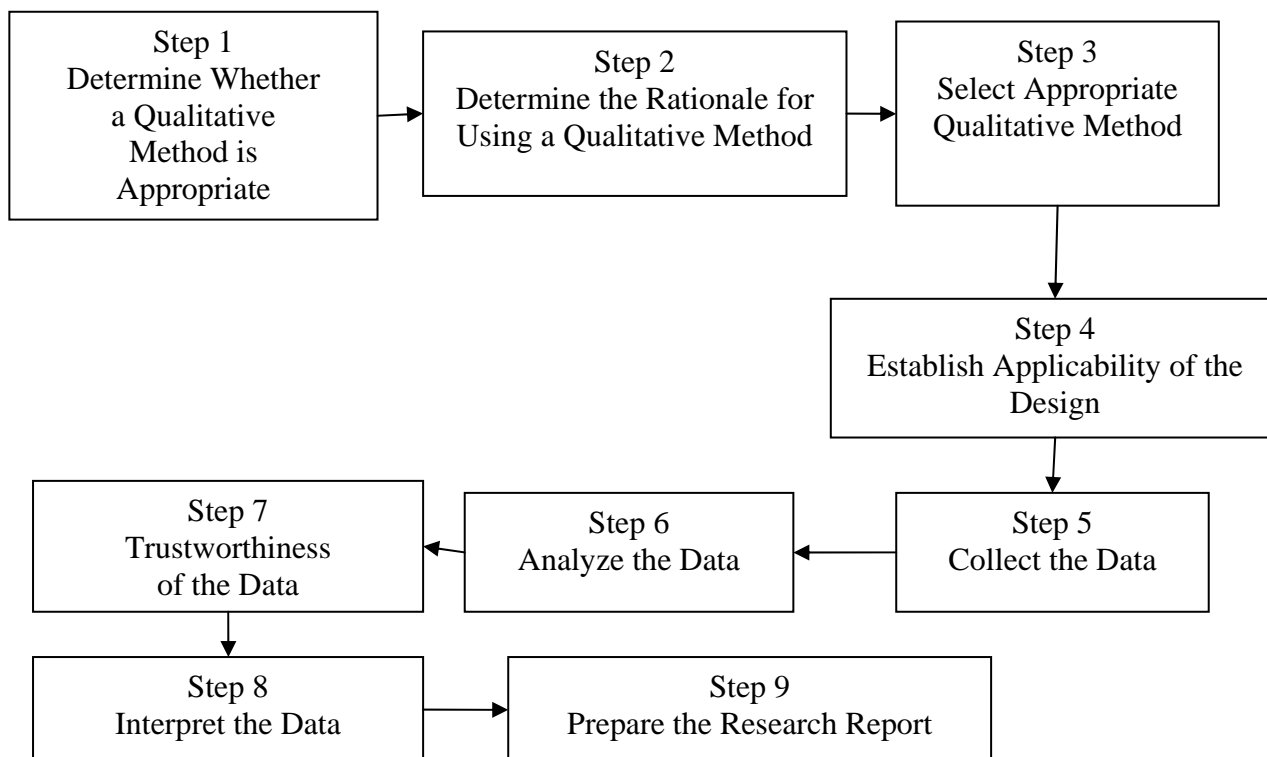 Step 1
Determine Whether
a Qualitative
Method is
Appropriate
Step 2
Determine the Rationale for
Using a Qualitative Method
Step 3
Select Appropriate
Qualitative Method
Step 4
Establish Applicability of the
Design
Step 5
Collect the Data
Step 6
Analyze the Data
Step 7
Trustworthiness
of the Data
Step 8
Interpret the Data
Step 9
Prepare the Research Report